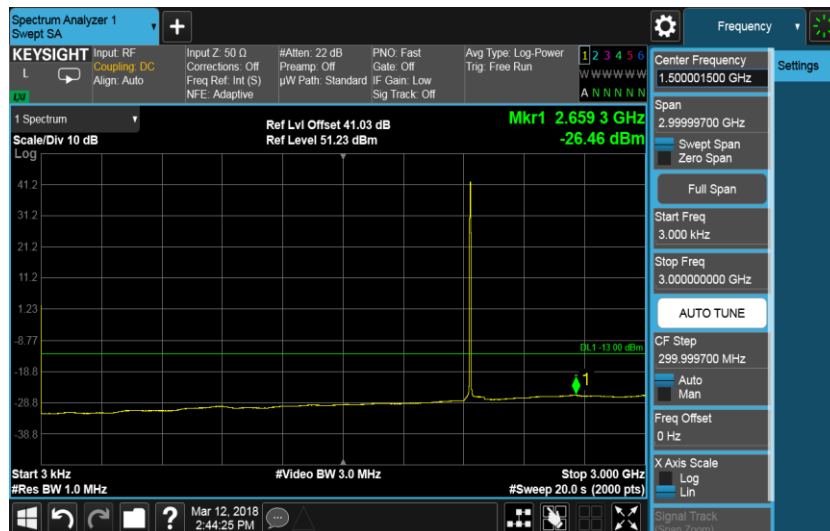 Spectrum Analyzer 1
Swept SA
Frequency
KEYSIGHT
L
LXI
Input: RF
Coupling: DC
Align: Auto
Input Z: 50 Ω
Corrections: Off
Freq Ref: Int (S)
NFE: Adaptive
#Atten: 22 dB
Preamp: Off
µW Path: Standard
PNO: Fast
Gate: Off
IF Gain: Low
Sig Track: Off
Avg Type: Log-Power
Trig: Free Run
1 2 3 4 5 6
W W W W W W
A N N N N N
1 Spectrum
Scale/Div 10 dB
Log
Ref Lvl Offset 41.03 dB
Ref Level 51.23 dBm
Mkr1 2.659 3 GHz
-26.46 dBm
41.2
31.2
21.2
11.2
1.23
-8.77
-18.8
-28.8
-38.8
DL1 -13.00 dBm
1
Start 3 kHz
#Res BW 1.0 MHz
#Video BW 3.0 MHz
Stop 3.000 GHz
#Sweep 20.0 s (2000 pts)
Mar 12, 2018
2:44:25 PM
Center Frequency
1.500001500 GHz
Span
2.99999700 GHz
Swept Span
Zero Span
Full Span
Start Freq
3.000 kHz
Stop Freq
3.000000000 GHz
AUTO TUNE
CF Step
299.999700 MHz
Auto
Man
Freq Offset
0 Hz
X Axis Scale
Log
Lin
Signal Track
(Span Zoom)
Settings